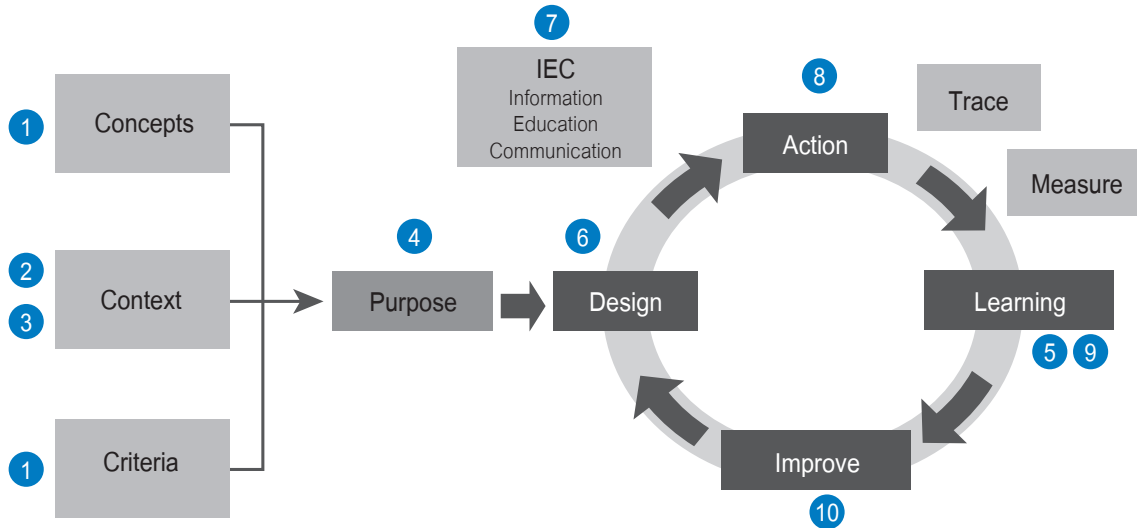 7
IEC
Information
Education
Communication
8
Trace
1
Concepts
Action
Measure
4
6
2
3
Context
Purpose
Design
Learning
5 9
1
Criteria
Improve
10